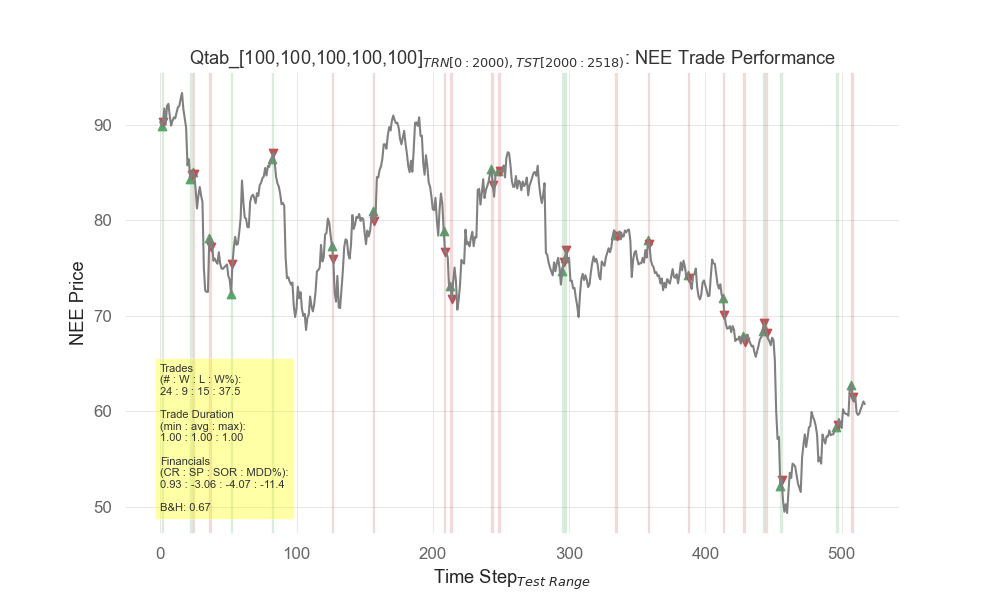 Qtab_[100,100,100,100,100]TRN[0 : 2000), TST[2000 : 2518) : NEE Trade Performance
NEE Price
90
80
70
60
50
Trades
(# : W : L : W%):
24 : 9 : 15 : 37.5
Trade Duration
(min : avg : max):
1.00 : 1.00 : 1.00
Financials
(CR : SP : SOR : MDD%):
0.93 : -3.06 : -4.07 : -11.4
B&H: 0.67
0 100 200 300 400 500
Time Step Test Range